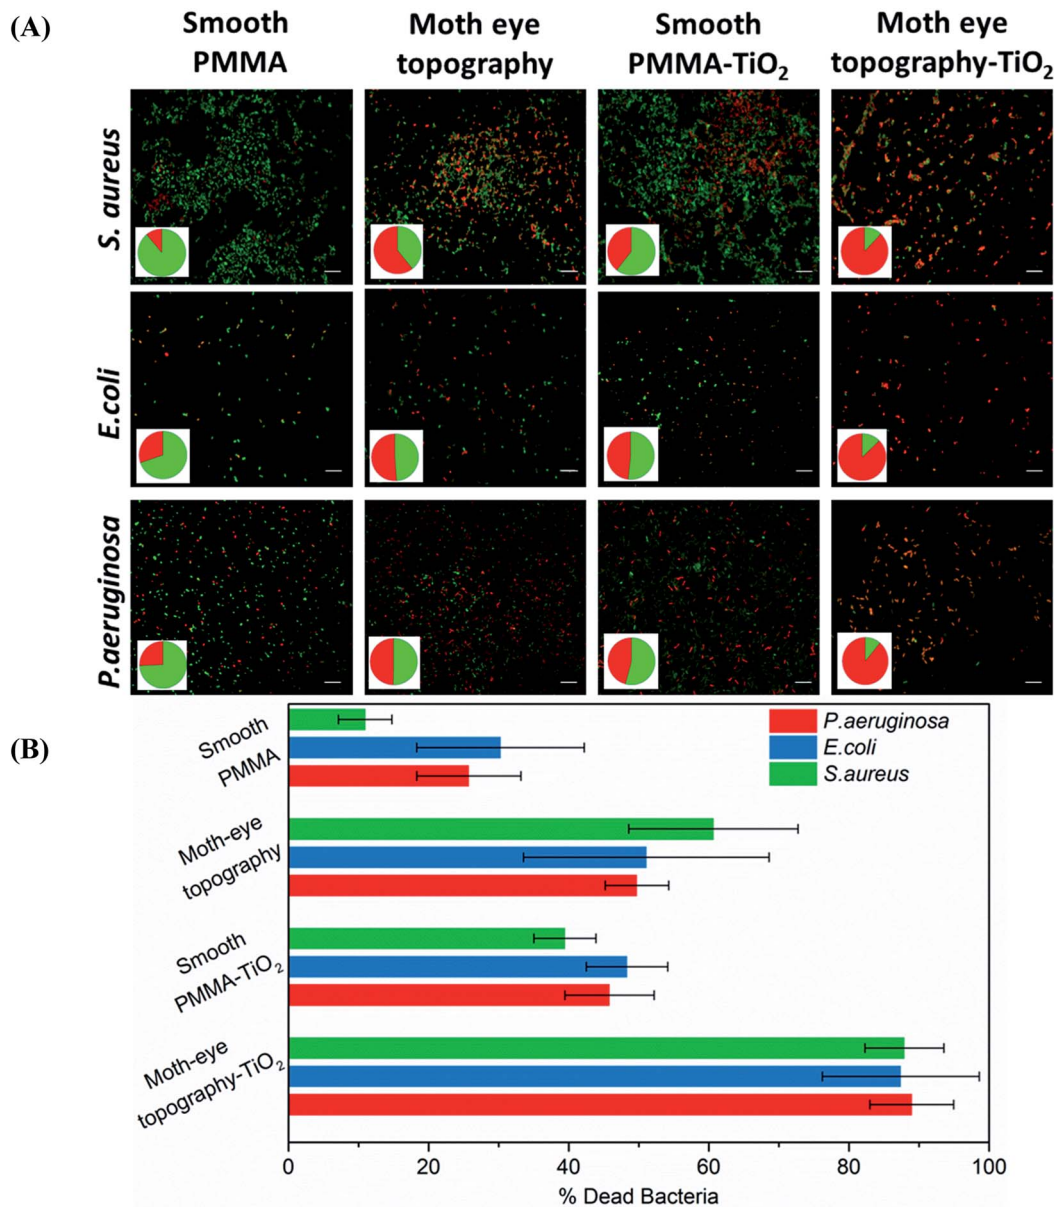 (A)
Smooth
PMMA
Moth eye
topography
Smooth
PMMA-TiO₂
Moth eye
topography-TiO₂
S. aureus
E.coli
P.aeruginosa
(B)
Smooth
PMMA
Moth-eye
topography
Smooth
PMMA-TiO₂
Moth-eye
topography-TiO₂
P.aeruginosa
E.coli
S.aureus
0 20 40 60 80 100
% Dead Bacteria